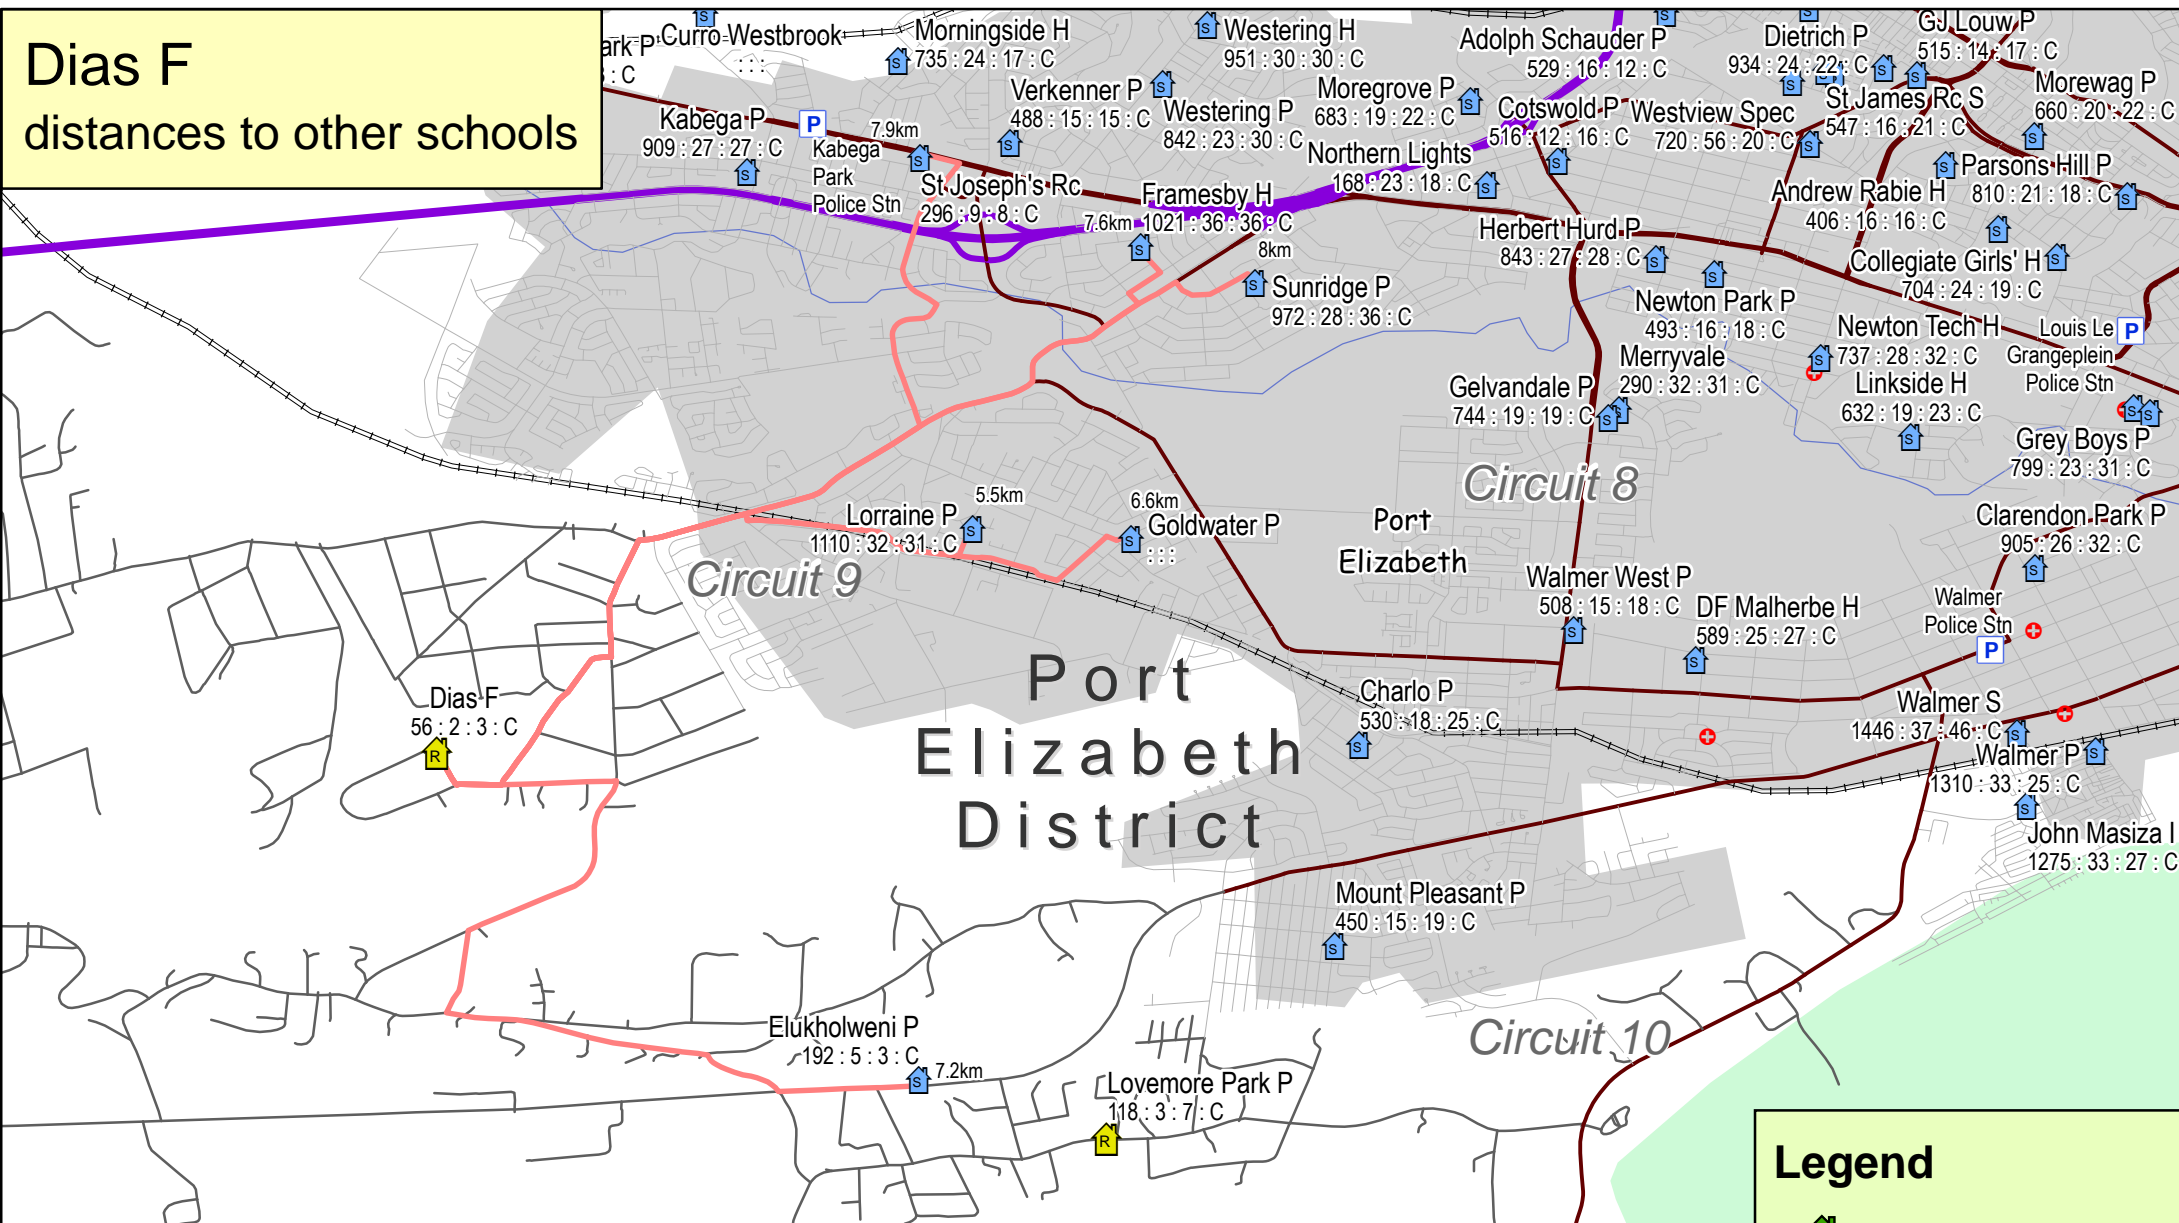 Dias F
distances to other schools
ark P
: C
Curro Westbrook
: : :
Morningside H
735 : 24 : 17 : C
Westering H
951 : 30 : 30 : C
Adolph Schauder P
529 : 16 : 12 : C
Dietrich P
934 : 24 : 22 : C
GJ Louw P
515 : 14 : 17 : C
Morewag P
660 : 20 : 22 : C
Kabega P
909 : 27 : 27 : C
P
Kabega
Park
Police Stn
7.9km
Verkenner P
488 : 15 : 15 : C
Westering P
842 : 23 : 30 : C
Moregrove P
683 : 19 : 22 : C
Cotswold P
516 : 12 : 16 : C
Westview Spec
720 : 56 : 20 : C
St James Rc S
547 : 16 : 21 : C
St Joseph's Rc
296 : 9 : 8 : C
Framesby H
1021 : 36 : 36 : C
7.6km
Northern Lights
168 : 23 : 18 : C
Parsons Hill P
810 : 21 : 18 : C
Andrew Rabie H
406 : 16 : 16 : C
Herbert Hurd P
843 : 27 : 28 : C
8km
Sunridge P
972 : 28 : 36 : C
Collegiate Girls' H
704 : 24 : 19 : C
Newton Park P
493 : 16 : 18 : C
Newton Tech H
737 : 28 : 32 : C
Louis Le
Grangeplein
Police Stn
P
Merryvale
290 : 32 : 31 : C
Gelvandale P
744 : 19 : 19 : C
Linkside H
632 : 19 : 23 : C
Grey Boys P
799 : 23 : 31 : C
Circuit 8
Lorraine P
1110 : 32 : 31 : C
5.5km
6.6km
Goldwater P
: : :
Port
Elizabeth
Clarendon Park P
905 : 26 : 32 : C
Circuit 9
Walmer West P
508 : 15 : 18 : C
DF Malherbe H
589 : 25 : 27 : C
Walmer
Police Stn
P
Dias F
56 : 2 : 3 : C
R
Port
Elizabeth
District
Charlo P
530 : 18 : 25 : C
Walmer S
1446 : 37 : 46 : C
Walmer P
1310 : 33 : 25 : C
John Masiza I
1275 : 33 : 27 : C
Mount Pleasant P
450 : 15 : 19 : C
Elukholweni P
192 : 5 : 3 : C
7.2km
Circuit 10
Lovemore Park P
118 : 3 : 7 : C
R
Legend